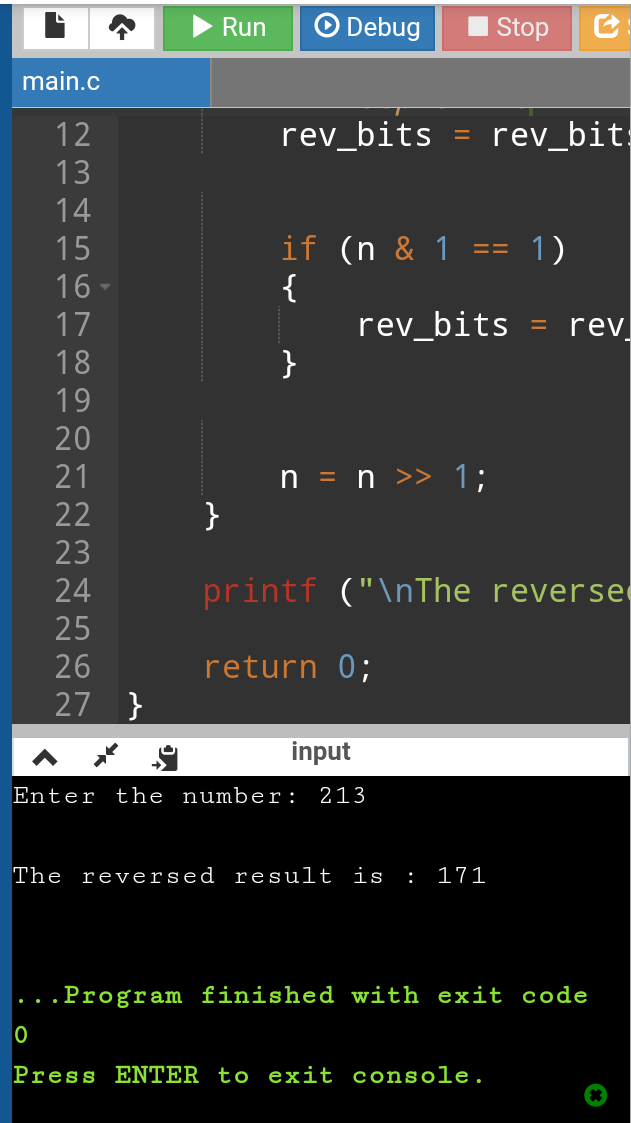 Run Debug Stop
main.c
12 rev_bits = rev_bits
13
14
15 if (n & 1 == 1)
16 {
17 rev_bits = rev_
18 }
19
20
21 n = n >> 1;
22 }
23
24 printf ("\nThe reversed
25
26 return 0;
27 }
input
Enter the number: 213
The reversed result is : 171
...Program finished with exit code
0
Press ENTER to exit console.